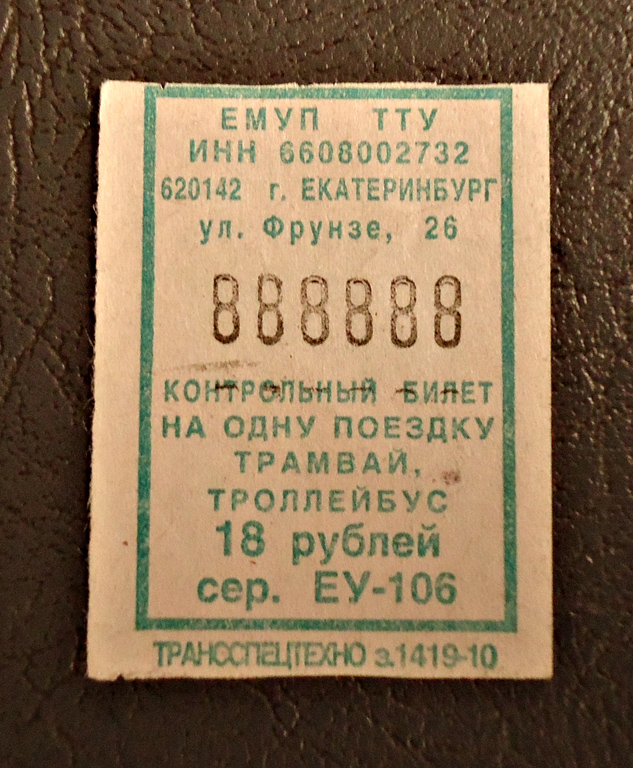 ЕМУП ТТУ
ИНН 6608002732
620142 г. ЕКАТЕРИНБУРГ
ул. Фрунзе, 26
888888
КОНТРОЛЬНЫЙ БИЛЕТ
НА ОДНУ ПОЕЗДКУ
ТРАМВАЙ,
ТРОЛЛЕЙБУС
18 рублей
сер. ЕУ-106
ТРАНССПЕЦТЕХНО з.1419-10